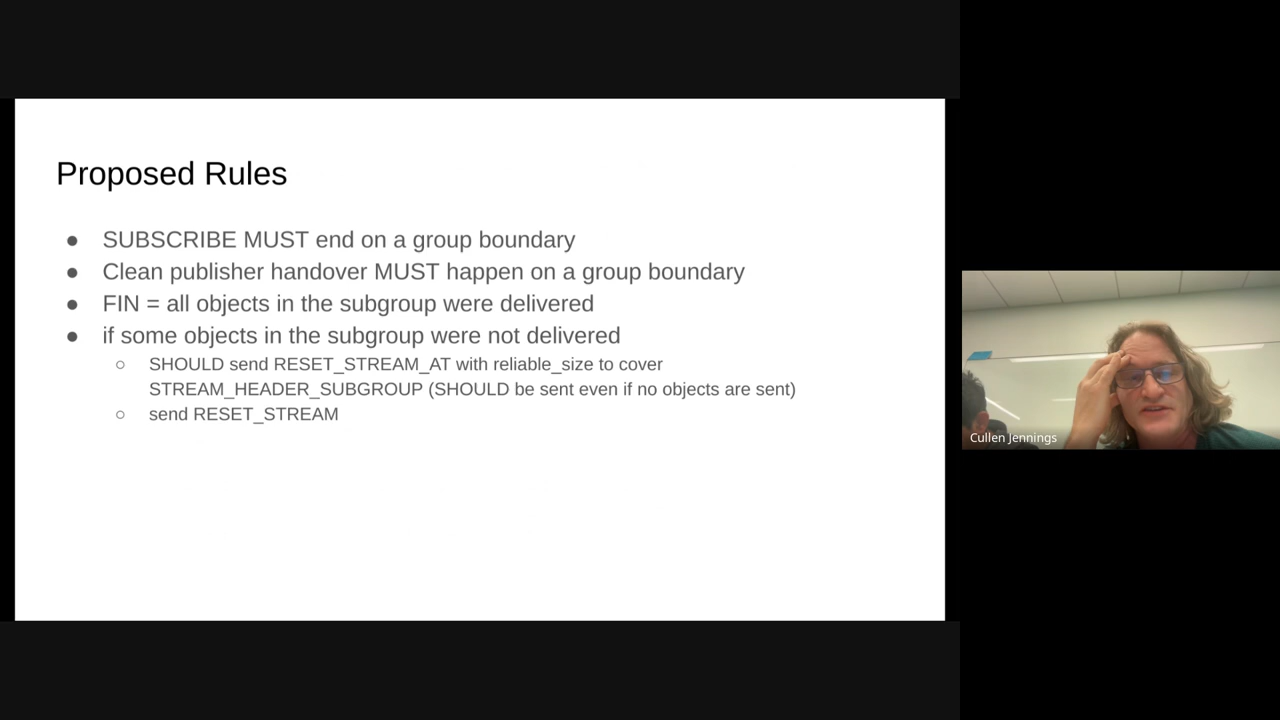 Proposed Rules
● SUBSCRIBE MUST end on a group boundary
● Clean publisher handover MUST happen on a group boundary
● FIN = all objects in the subgroup were delivered
● if some objects in the subgroup were not delivered
○ SHOULD send RESET_STREAM_AT with reliable_size to cover
STREAM_HEADER_SUBGROUP (SHOULD be sent even if no objects are sent)
○ send RESET_STREAM
Cullen Jennings